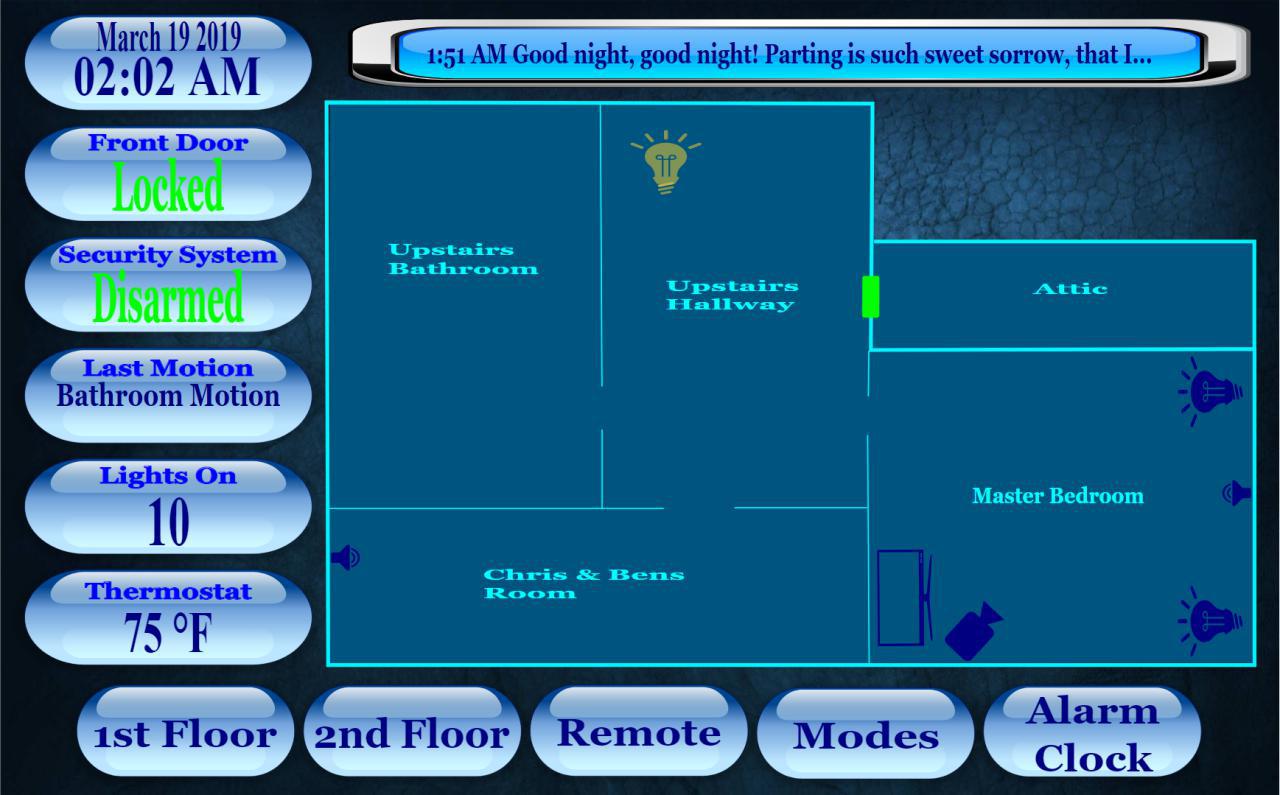 March 19 2019
02:02 AM
1:51 AM Good night, good night! Parting is such sweet sorrow, that I...
Front Door
Locked
Security System
Disarmed
Last Motion
Bathroom Motion
Lights On
10
Thermostat
75 °F
Upstairs
Bathroom
Upstairs
Hallway
Attic
Master Bedroom
Chris & Bens
Room
1st Floor
2nd Floor
Remote
Modes
Alarm
Clock